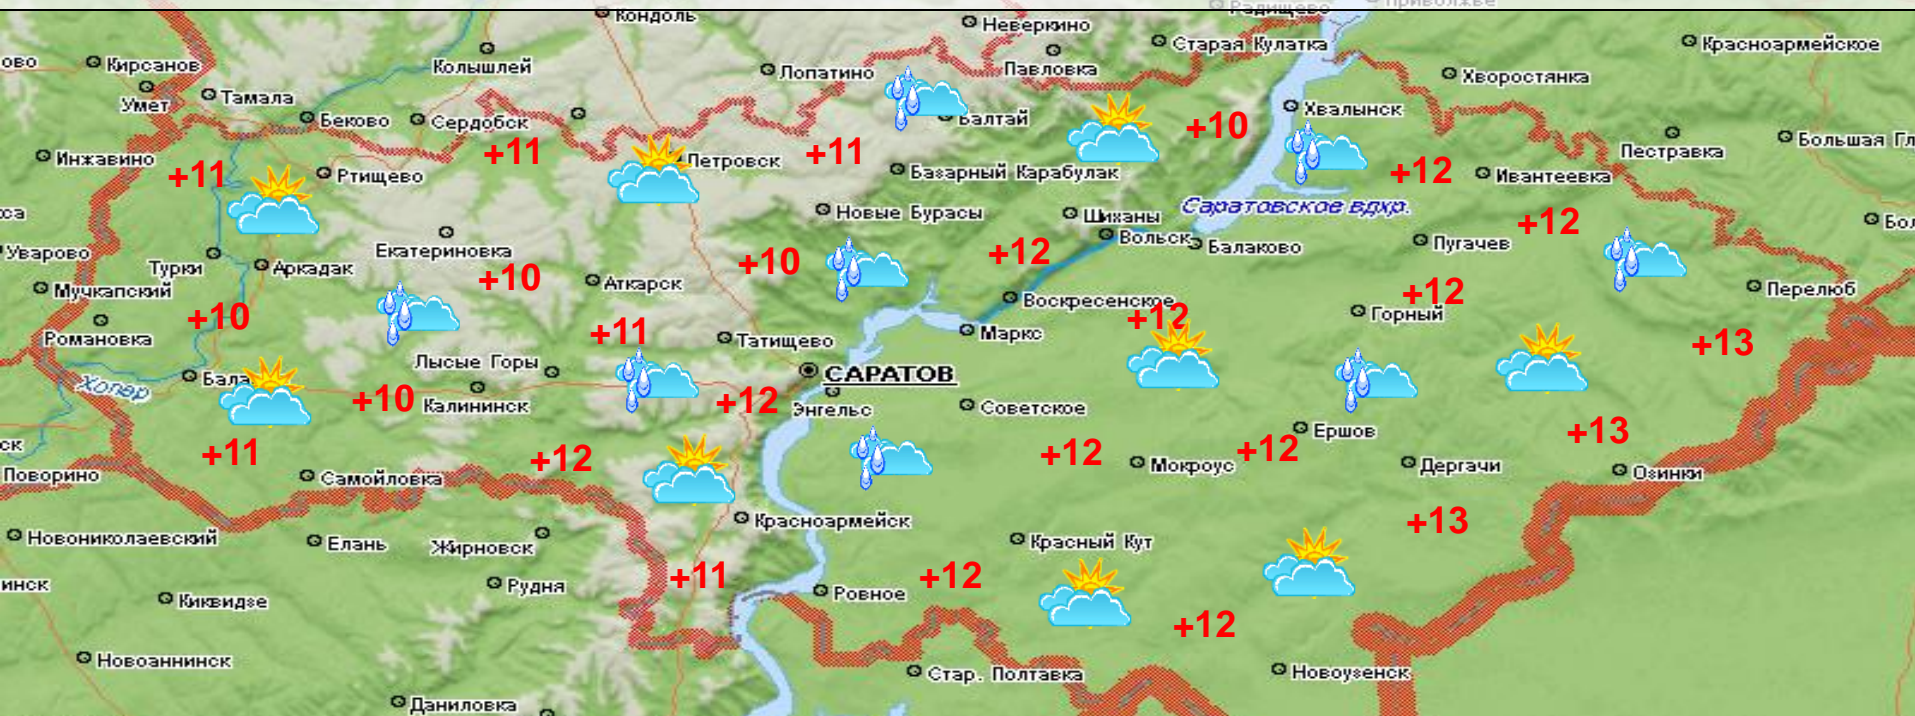 Радищево
Приволжье
Кондоль
Неверкино
Старая Кулатка
Красноармейское
Кирсанов
Колышлей
Лопатино
Павловка
Хворостянка
Умет
Тамала
Беково
Сердобск
Балтай
+10
Хвалынск
Большая Гл
Инжавино
+11
Ртищево
+11
Петровск
+11
Базарный Карабулак
+12
Ивантеевка
Пестравка
Новые Бурасы
Шиханы
Саратовское вдхр.
+12
Уварово
Турки
Аркадак
Екатериновка
Вольск
Балаково
Пугачев
Мучкапский
+10
Аткарск
+10
+12
+12
Перелюб
Романовка
+10
+11
Татищево
Воскресенское
+12
Маркс
Горный
+13
Хопер
Бала
Лысые Горы
+10
Калининск
+12
САРАТОВ
Энгельс
Советское
+11
+12
+12
Мокроус
+12
Ершов
+13
Поворино
Самойловка
Дергачи
Озинки
Новониколаевский
Елань
Жирновск
Красноармейск
Красный Кут
+13
Киквидзе
Рудня
+11
Ровное
+12
+12
Новоаннинск
Стар. Полтавка
Новоузенск
Даниловка